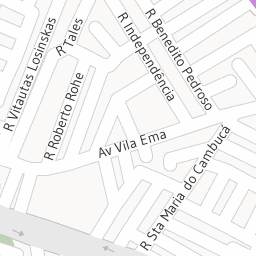 R Vitautas Losinskas
R Tales
R Independência
R Benedito Pedroso
R Roberto Rohe
Av Vila Ema
R Sta Maria do Cambucá